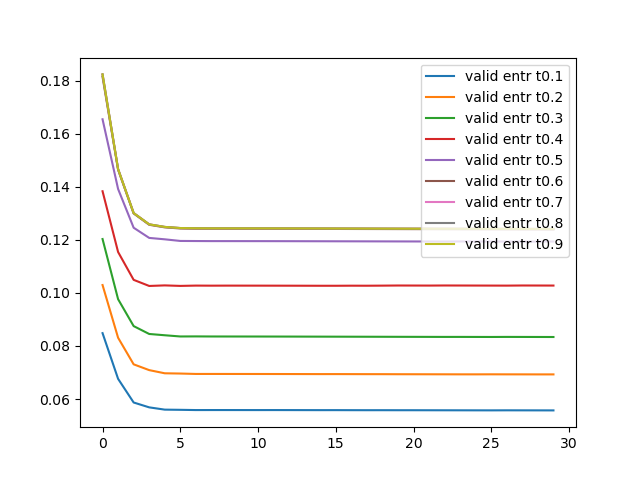 0.18
0.16
0.14
0.12
0.10
0.08
0.06
0
5
10
15
20
25
30
valid entr t0.1
valid entr t0.2
valid entr t0.3
valid entr t0.4
valid entr t0.5
valid entr t0.6
valid entr t0.7
valid entr t0.8
valid entr t0.9